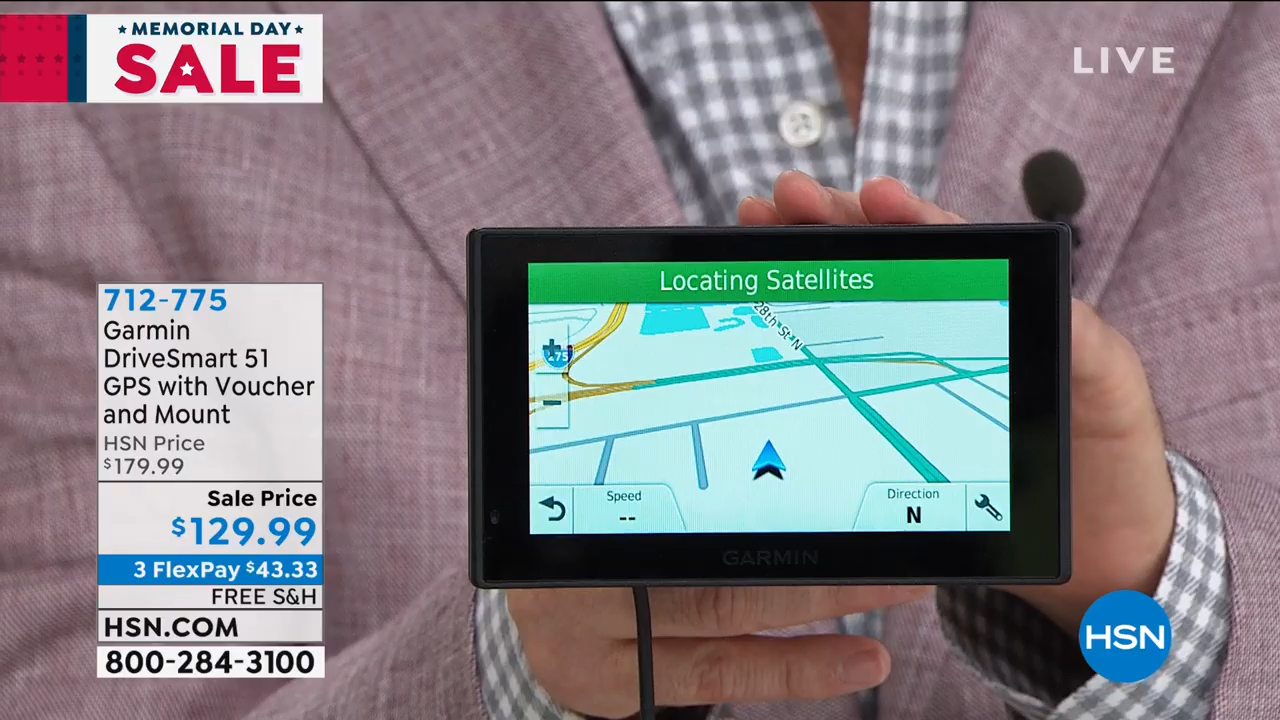 ★MEMORIAL DAY★
SALE
LIVE
712-775
Garmin
DriveSmart 51
GPS with Voucher
and Mount
HSN Price
$179.99
Sale Price
$129.99
3 FlexPay $43.33
FREE S&H
HSN.COM
800-284-3100
Locating Satellites
28th St N
275
Speed
--
Direction
N
GARMIN
HSN